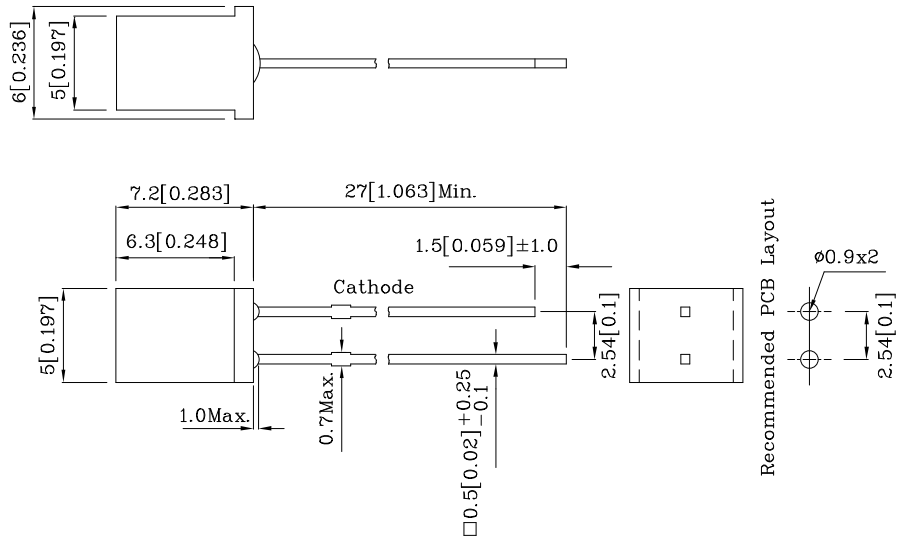 6[0.236]
5[0.197]
7.2[0.283]
27[1.063]Min.
6.3[0.248]
1.5[0.059]±1.0
Cathode
5[0.197]
2.54[0.1]
1.0Max.
0.7Max.
□0.5[0.02]+0.25
-0.1
Recommended PCB Layout
ø0.9x2
2.54[0.1]